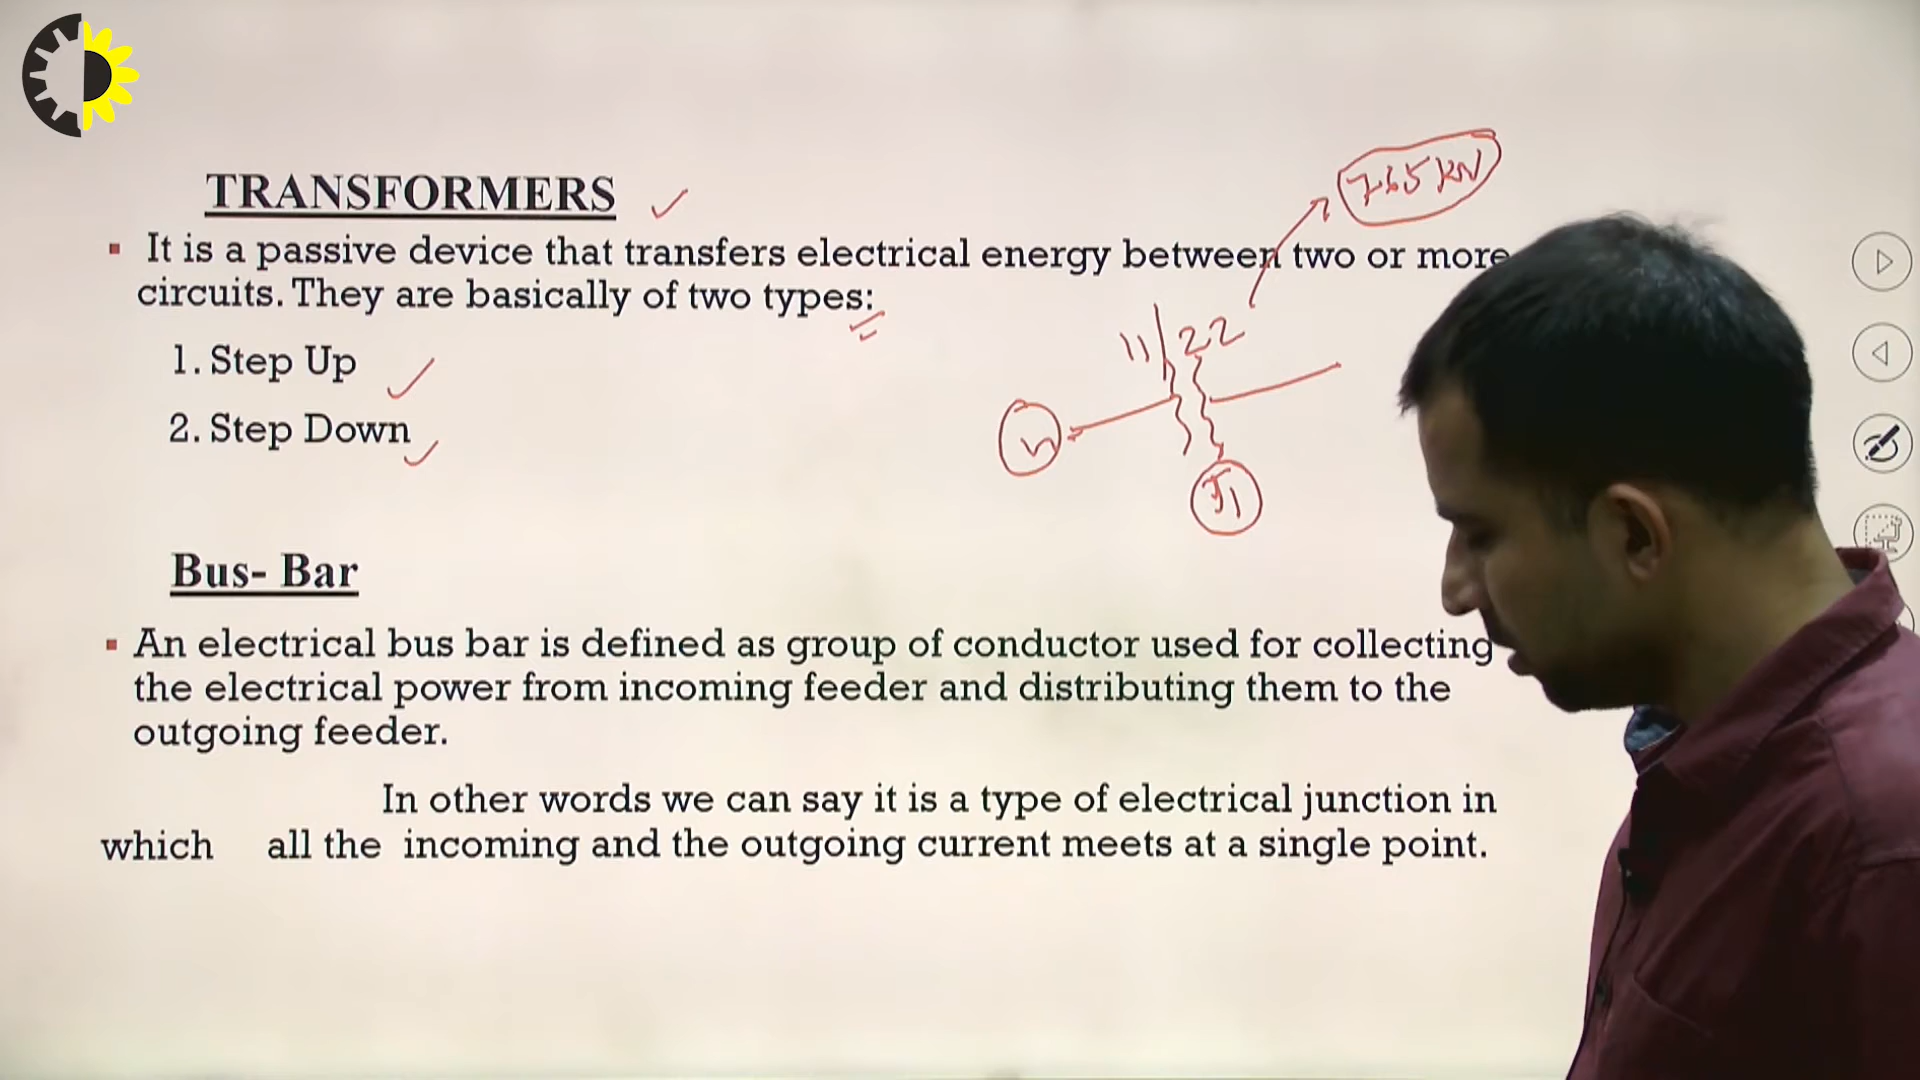 TRANSFORMERS
It is a passive device that transfers electrical energy between two or more
circuits. They are basically of two types:
1. Step Up
2. Step Down
765 kV
11/22
T1
Bus- Bar
An electrical bus bar is defined as group of conductor used for collecting
the electrical power from incoming feeder and distributing them to the
outgoing feeder.
In other words we can say it is a type of electrical junction in
which all the incoming and the outgoing current meets at a single point.